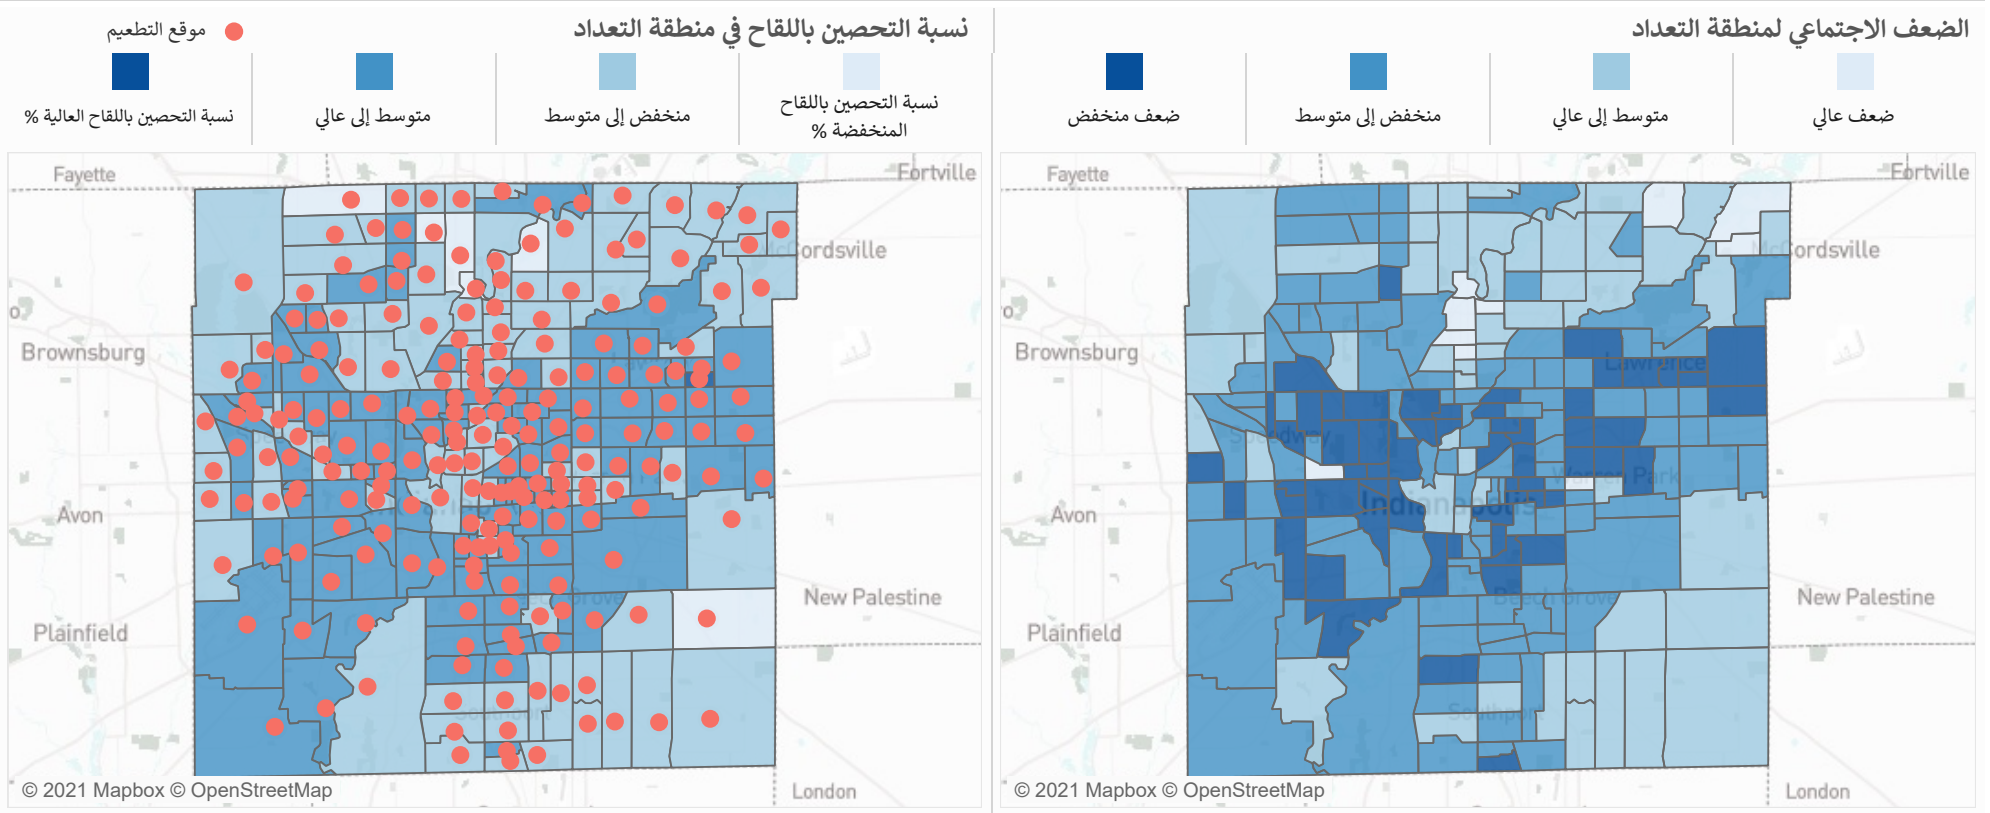 الضعف الاجتماعي لمنطقة التعداد
ضعف عالي
متوسط إلى عالي
منخفض إلى متوسط
ضعف منخفض
Fayette
Fortville
McCordsville
Brownsburg
Lawrence
Speedway
Warren Park
Indianapolis
Avon
Beech Grove
New Palestine
Plainfield
Southport
London
© 2021 Mapbox © OpenStreetMap
نسبة التحصين باللقاح في منطقة التعداد
موقع التطعيم
نسبة التحصين باللقاح
المنخفضة %
منخفض إلى متوسط
متوسط إلى عالي
نسبة التحصين باللقاح العالية %
Fayette
Fortville
McCordsville
Brownsburg
Avon
New Palestine
Plainfield
Southport
London
© 2021 Mapbox © OpenStreetMap